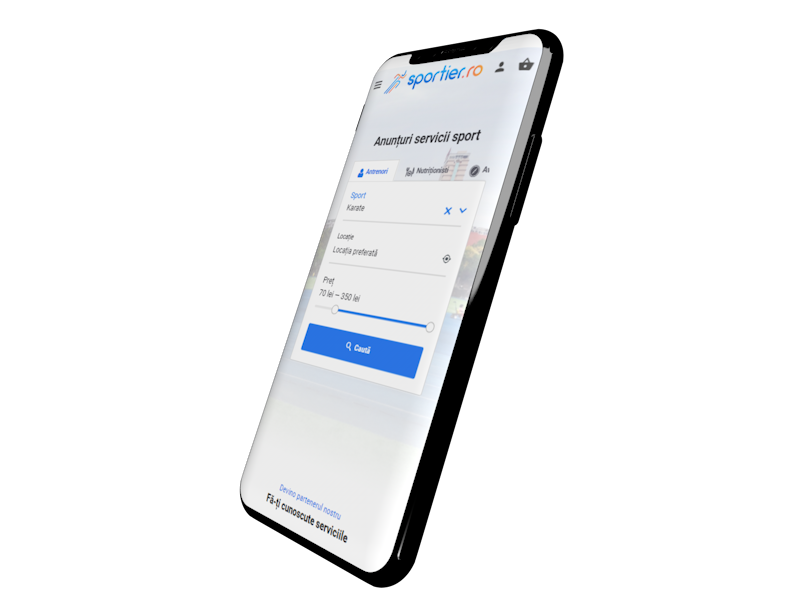 sportier.ro
Anunțuri servicii sport
Antrenori Nutriționiști
Sport
Karate
Locație
Locația preferată
Preț
70 lei — 350 lei
Caută
Devino partenerul nostru
Fă-ți cunoscute serviciile